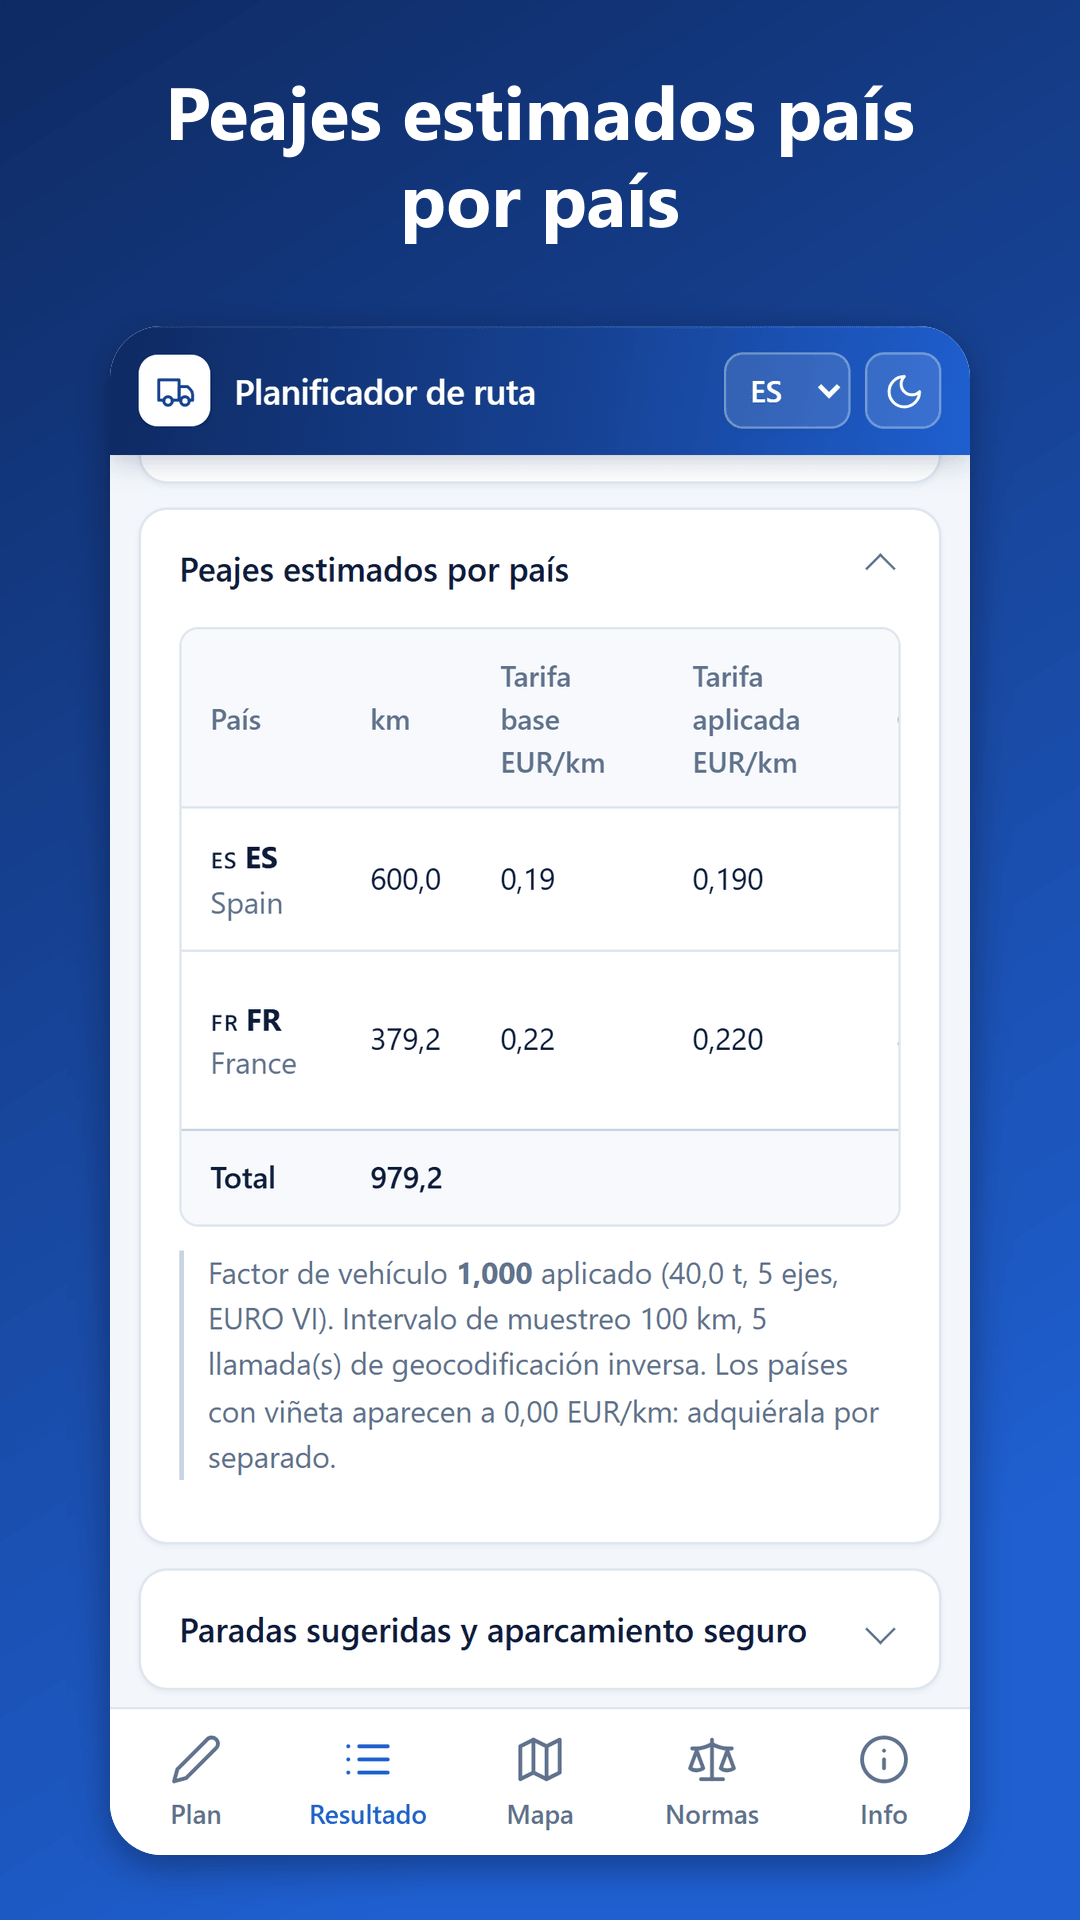 Peajes estimados país
por país
Planificador de ruta
ES
Peajes estimados por país
País km Tarifa base EUR/km Tarifa aplicada EUR/km
ES ES Spain 600,0 0,19 0,190
FR FR France 379,2 0,22 0,220
Total 979,2
Factor de vehículo 1,000 aplicado (40,0 t, 5 ejes,
EURO VI). Intervalo de muestreo 100 km, 5
llamada(s) de geocodificación inversa. Los países
con viñeta aparecen a 0,00 EUR/km: adquiérala por
separado.
Paradas sugeridas y aparcamiento seguro
Plan Resultado Mapa Normas Info